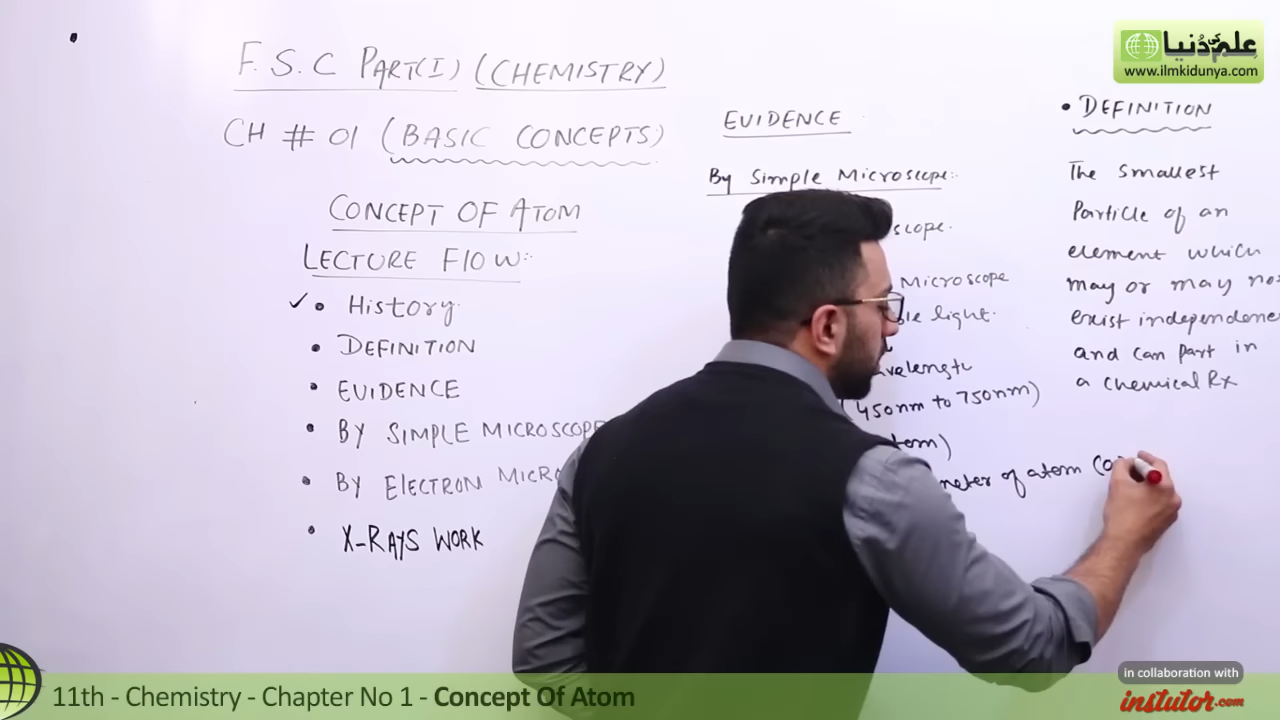 F.S.C PART(I) (CHEMISTRY)
CH # 01 (BASIC CONCEPTS)
CONCEPT OF ATOM
LECTURE FLOW:-
✓ • History.
• DEFINITION
• EVIDENCE
• BY SIMPLE MICROSCOPE
• BY ELECTRON MICRO
• X-RAYS WORK
EVIDENCE
By Simple Microscope:-
scope.
Microscope
light.
(450nm to 750nm)
of atom
• DEFINITION
The smallest
Particle of an
element which
may or may
exist
and can part in
a chemical Rx
علم کی دنیا
www.ilmkidunya.com
11th - Chemistry - Chapter No 1 - Concept Of Atom
in collaboration with
instutor.com